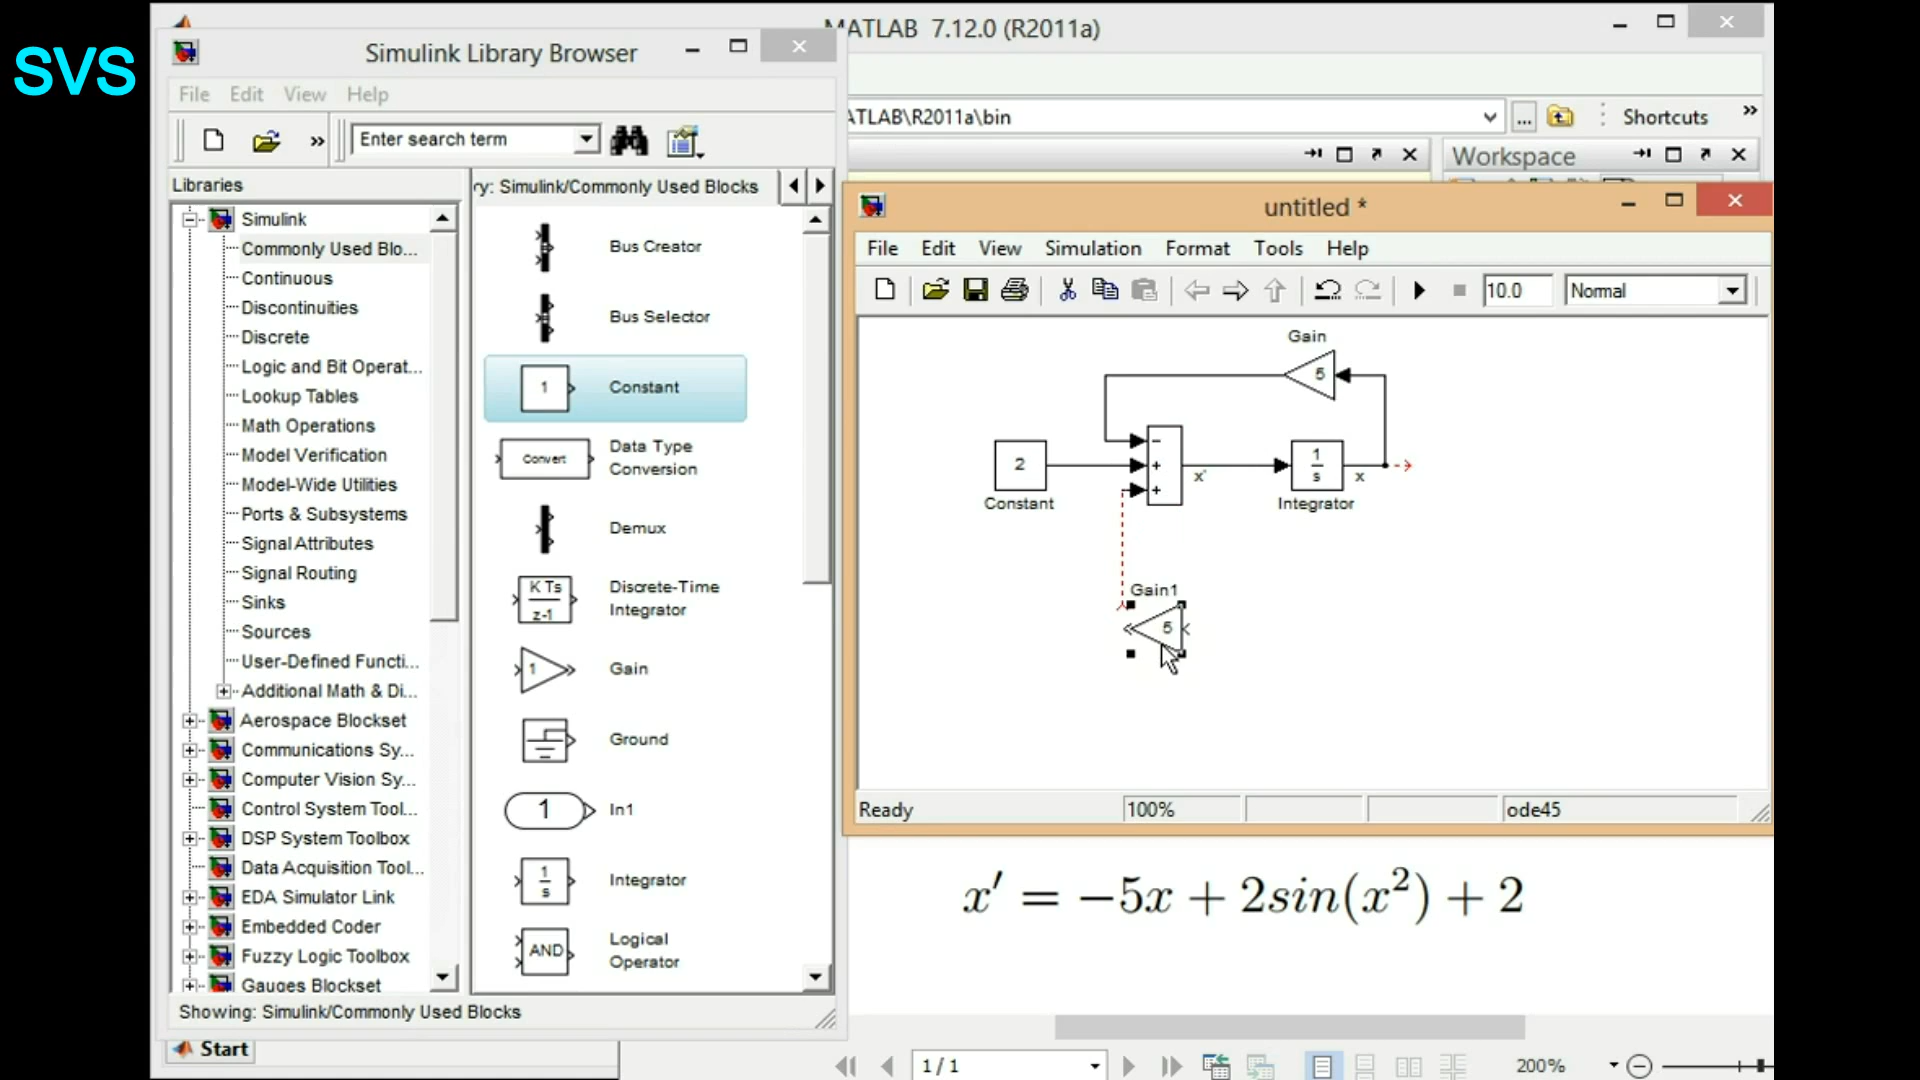 SVS
Simulink Library Browser
File Edit View Help
Enter search term
Libraries
ry: Simulink/Commonly Used Blocks
Simulink
Commonly Used Blo...
Continuous
Discontinuities
Discrete
Logic and Bit Operat...
Lookup Tables
Math Operations
Model Verification
Model-Wide Utilities
Ports & Subsystems
Signal Attributes
Signal Routing
Sinks
Sources
User-Defined Functi...
Additional Math & Di...
Aerospace Blockset
Communications Sy...
Computer Vision Sy...
Control System Tool...
DSP System Toolbox
Data Acquisition Tool...
EDA Simulator Link
Embedded Coder
Fuzzy Logic Toolbox
Gauges Blockset
Bus Creator
Bus Selector
1 Constant
Convert Data Type
Conversion
Demux
K Ts
z-1
Discrete-Time
Integrator
1 Gain
Ground
1 In1
1
s
Integrator
AND
Logical
Operator
Showing: Simulink/Commonly Used Blocks
Start
MATLAB 7.12.0 (R2011a)
ATLAB\R2011a\bin
...
Shortcuts
Workspace
untitled *
File Edit View Simulation Format Tools Help
10.0
Normal
Gain
5
2
Constant
−
+
+
x'
1
s
Integrator
x
Gain1
5
Ready 100% ode45
x′ = −5x + 2sin(x²) + 2
1 / 1
200%